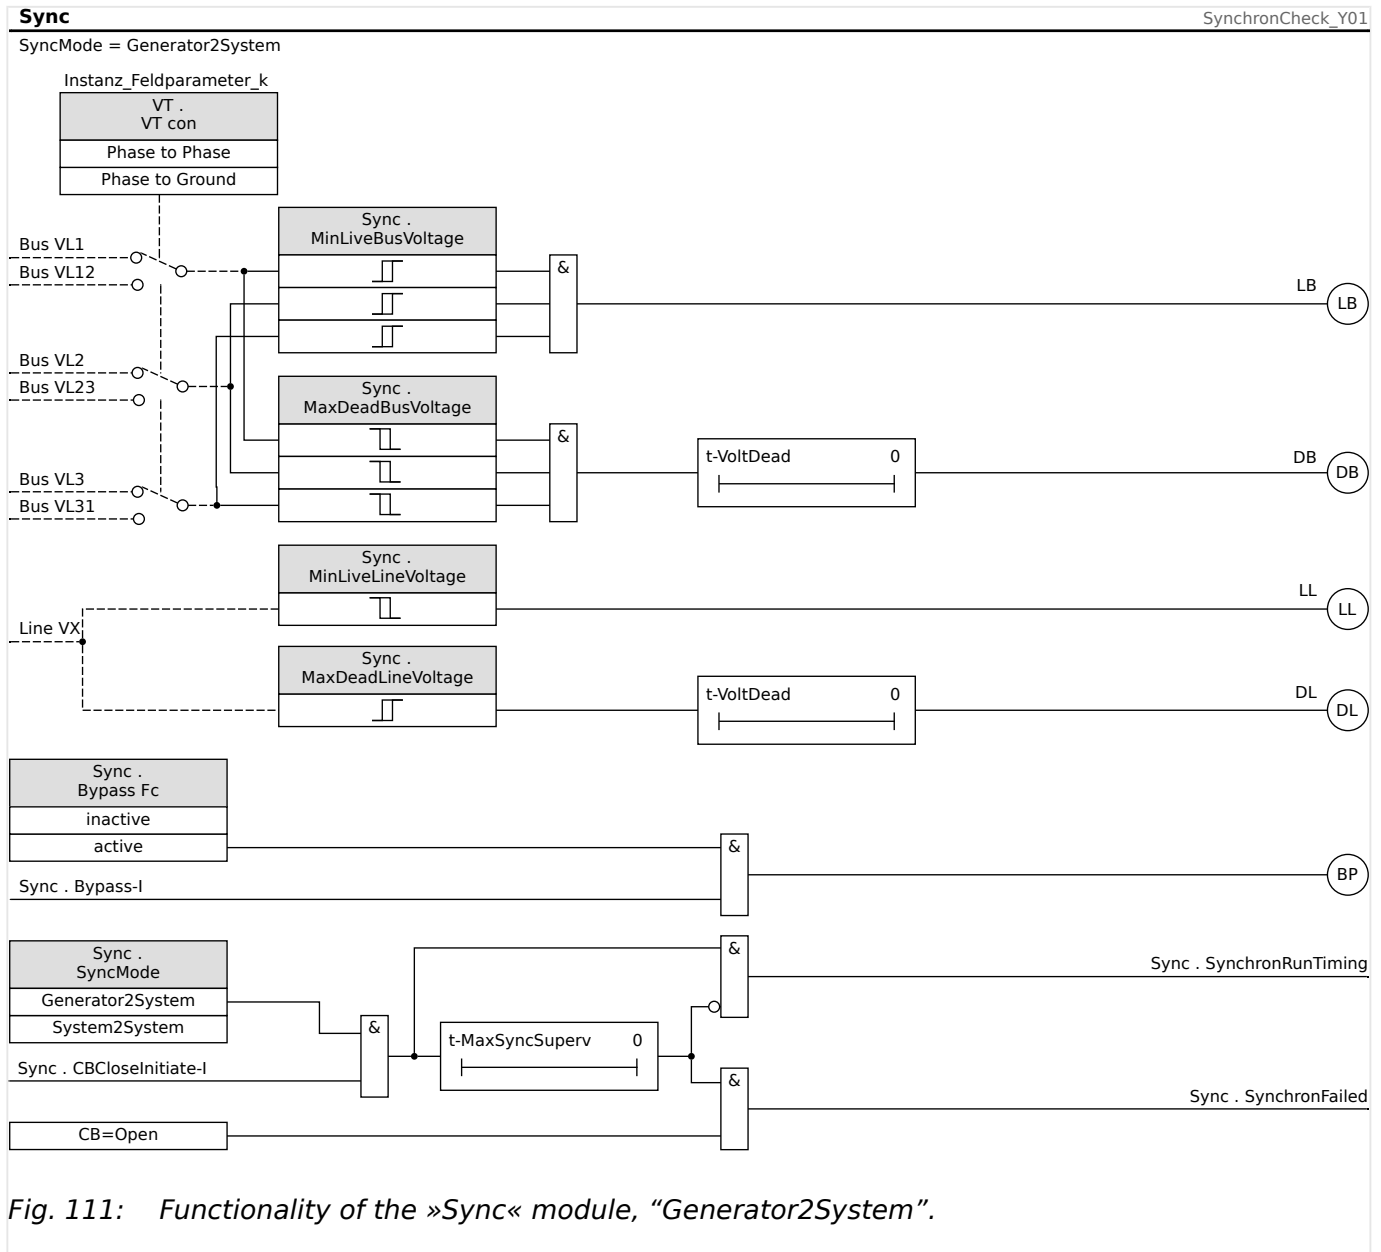 Sync SynchronCheck_Y01
SyncMode = Generator2System
Instanz_Feldparameter_k
VT .
VT con
Phase to Phase
Phase to Ground
Sync .
MinLiveBusVoltage
Bus VL1
Bus VL12
&
LB
LB
Bus VL2
Bus VL23
Sync .
MaxDeadBusVoltage
&
t-VoltDead 0
DB
DB
Bus VL3
Bus VL31
Sync .
MinLiveLineVoltage
LL
LL
Line VX
Sync .
MaxDeadLineVoltage
t-VoltDead 0
DL
DL
Sync .
Bypass Fc
inactive
active
&
Sync . Bypass-I
BP
Sync .
SyncMode
Generator2System
System2System
&
Sync . SynchronRunTiming
&
t-MaxSyncSuperv 0
Sync . CBCloseInitiate-I
&
Sync . SynchronFailed
CB=Open
Fig. 111: Functionality of the »Sync« module, “Generator2System”.